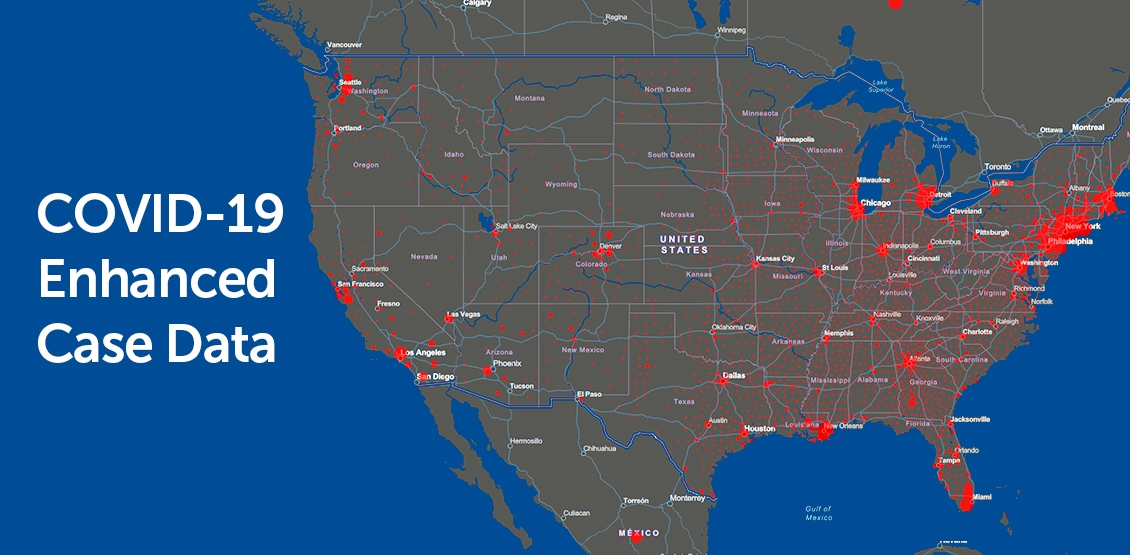 COVID-19
Enhanced
Case Data
Calgary
Regina
Winnipeg
Vancouver
Seattle
Washington
Montana
North Dakota
Minnesota
Lake
Superior
Quebec
Ottawa
Montreal
Portland
Oregon
Idaho
South Dakota
Minneapolis
Wisconsin
Lake
Huron
Toronto
Wyoming
Milwaukee
Buffalo
Albany
Boston
Detroit
Chicago
Iowa
Nebraska
Cleveland
New York
Salt Lake City
Pittsburgh
Philadelphia
Nevada
Utah
Denver
Colorado
UNITED
STATES
Illinois
Indianapolis
Columbus
Sacramento
San Francisco
Kansas City
Kansas
Missouri
St Louis
Cincinnati
Louisville
West Virginia
Washington
Kentucky
Virginia
Richmond
Norfolk
Fresno
Las Vegas
Nashville
Knoxville
Raleigh
Oklahoma City
Memphis
Charlotte
Los Angeles
Arizona
Phoenix
New Mexico
Arkansas
Atlanta
South Carolina
San Diego
Tucson
Dallas
Mississippi
Alabama
Georgia
El Paso
Texas
Austin
Houston
Louisiana
New Orleans
Florida
Jacksonville
Hermosillo
Chihuahua
Orlando
Tampa
Torreón
Monterrey
Miami
Culiacan
Gulf of
Mexico
MÉXICO